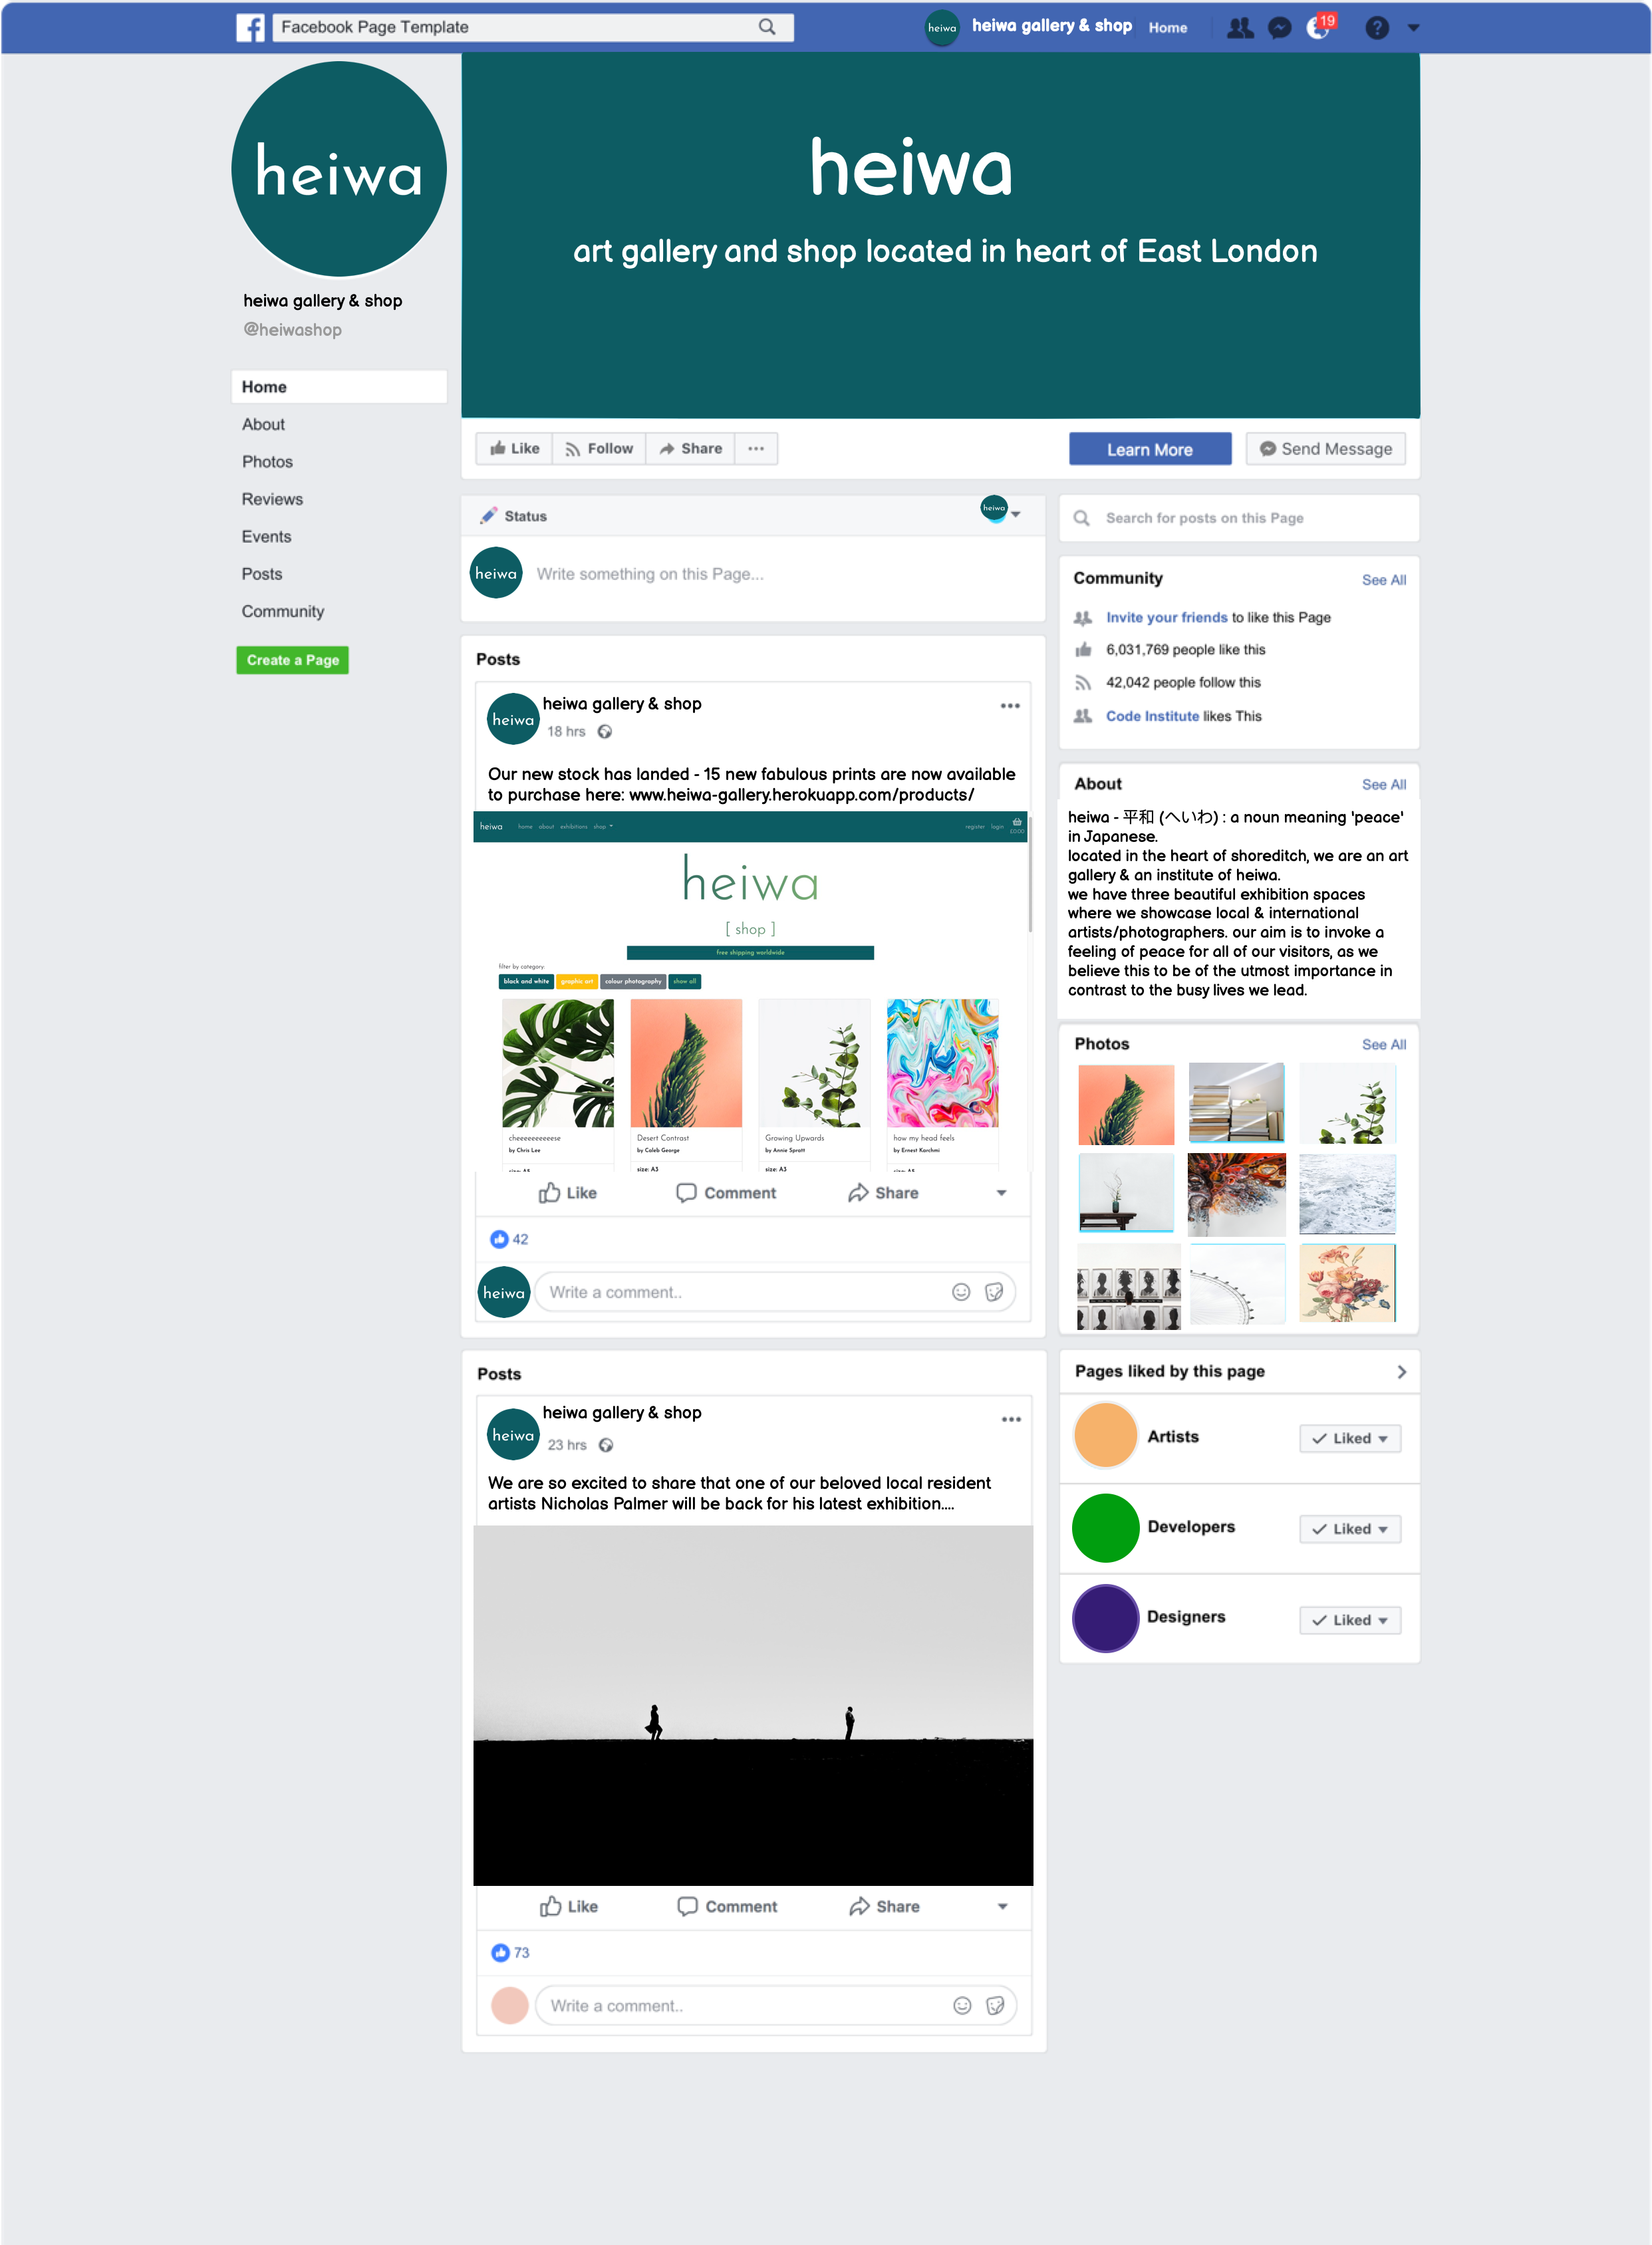 Facebook Page Template
heiwa
heiwa gallery & shop
Home
19
heiwa
heiwa gallery & shop
@heiwashop
Home
About
Photos
Reviews
Events
Posts
Community
Create a Page
heiwa
art gallery and shop located in heart of East London
Like
Follow
Share
Learn More
Send Message
Status
heiwa
heiwa
Write something on this Page...
Posts
heiwa
heiwa gallery & shop
18 hrs
Our new stock has landed - 15 new fabulous prints are now available
to purchase here: www.heiwa-gallery.herokuapp.com/products/
heiwa home about exhibitions shop register login £0.00
heiwa
[ shop ]
free shipping worldwide
filter by category:
black and white graphic art colour photography show all
cheeeeeeeeeese
by Chris Lee
size: A5
Desert Contrast
by Caleb George
size: A3
Growing Upwards
by Annie Spratt
size: A3
how my head feels
by Ernest Karchmi
size: A5
Like
Comment
Share
42
heiwa
Write a comment..
Posts
heiwa
heiwa gallery & shop
23 hrs
We are so excited to share that one of our beloved local resident
artists Nicholas Palmer will be back for his latest exhibition....
Like
Comment
Share
73
Write a comment..
Search for posts on this Page
Community
See All
Invite your friends to like this Page
6,031,769 people like this
42,042 people follow this
Code Institute likes This
About
See All
heiwa - 平和 (へいわ) : a noun meaning 'peace'
in Japanese.
located in the heart of shoreditch, we are an art
gallery & an institute of heiwa.
we have three beautiful exhibition spaces
where we showcase local & international
artists/photographers. our aim is to invoke a
feeling of peace for all of our visitors, as we
believe this to be of the utmost importance in
contrast to the busy lives we lead.
Photos
See All
Pages liked by this page
Artists
Liked
Developers
Liked
Designers
Liked